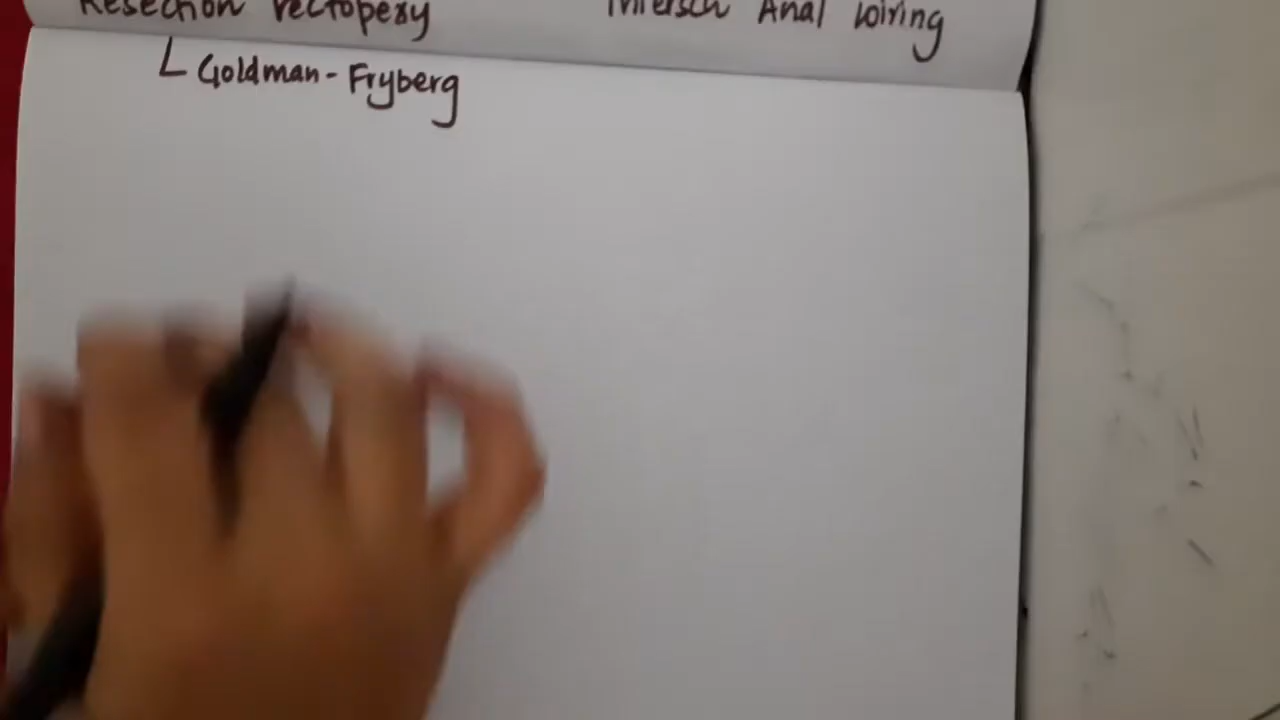 Resection rectopexy
Thiersch Anal wiring
└ Goldman-Fryberg